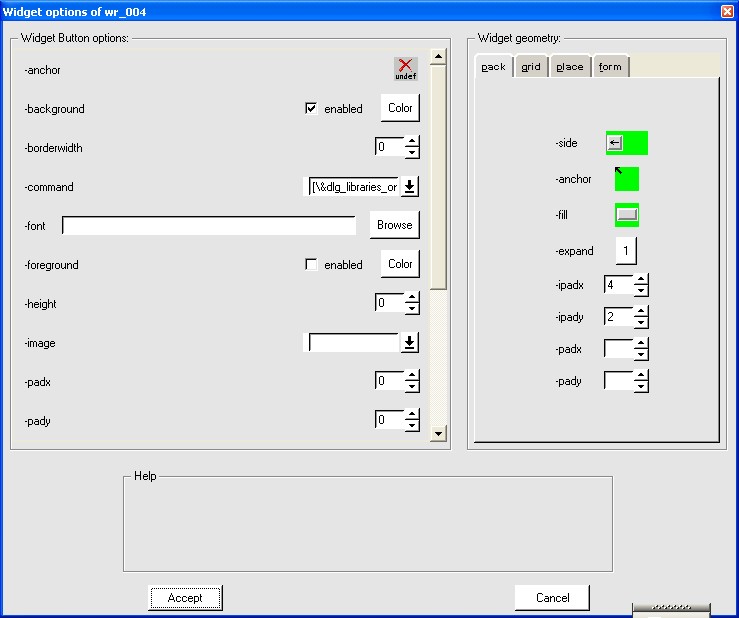 Widget options of wr_004
Widget Button options:
-anchor
undef
-background
enabled
Color
-borderwidth
0
-command
[\&dlg_libraries_or
-font
Browse
-foreground
enabled
Color
-height
0
-image
-padx
0
-pady
0
Widget geometry:
pack grid place form
-side
-anchor
-fill
-expand
1
-ipadx
4
-ipady
2
-padx
-pady
Help
Accept
Cancel